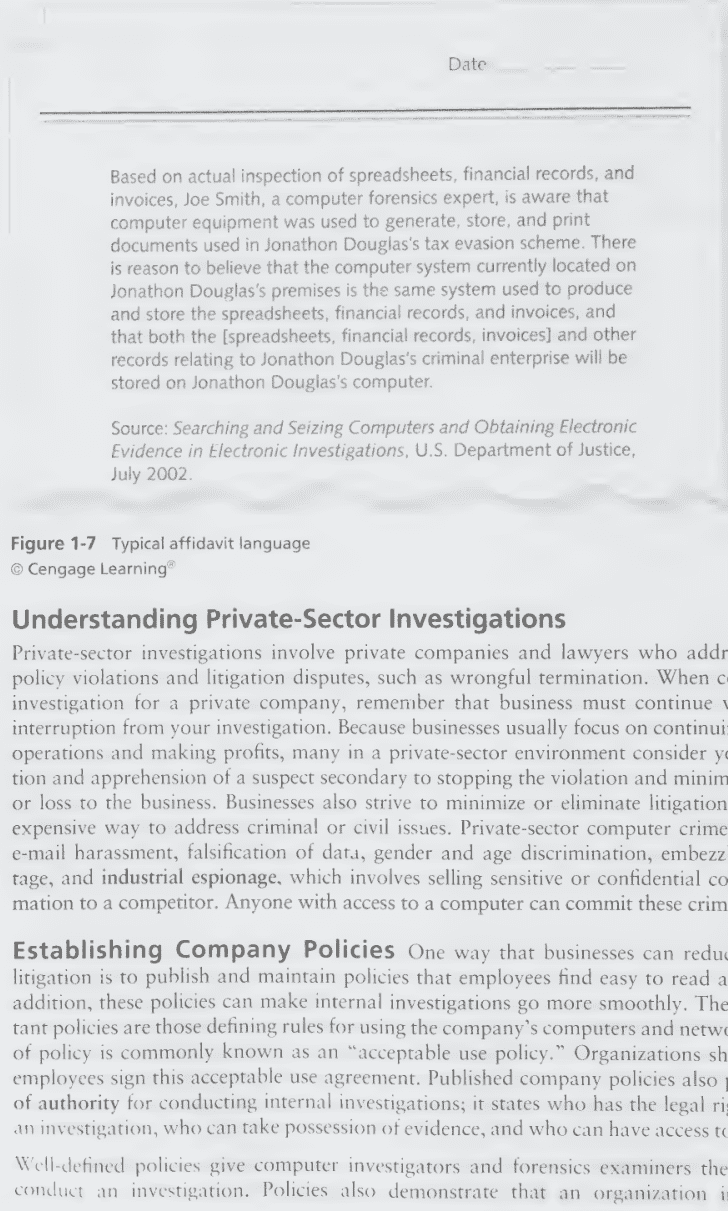 Date
Based on actual inspection of spreadsheets, financial records, and
invoices, Joe Smith, a computer forensics expert, is aware that
computer equipment was used to generate, store, and print
documents used in Jonathon Douglas's tax evasion scheme. There
is reason to believe that the computer system currently located on
Jonathon Douglas's premises is the same system used to produce
and store the spreadsheets, financial records, and invoices, and
that both the [spreadsheets, financial records, invoices] and other
records relating to Jonathon Douglas's criminal enterprise will be
stored on Jonathon Douglas's computer.
Source: Searching and Seizing Computers and Obtaining Electronic
Evidence in Electronic Investigations, U.S. Department of Justice,
July 2002.
Figure 1-7 Typical affidavit language
© Cengage Learning®
Understanding Private-Sector Investigations
Private-sector investigations involve private companies and lawyers who addr
policy violations and litigation disputes, such as wrongful termination. When c
investigation for a private company, remember that business must continue
interruption from your investigation. Because businesses usually focus on continui
operations and making profits, many in a private-sector environment consider y
tion and apprehension of a suspect secondary to stopping the violation and minim
or loss to the business. Businesses also strive to minimize or eliminate litigation
expensive way to address criminal or civil issues. Private-sector computer crime
e-mail harassment, falsification of data, gender and age discrimination, embezz
tage, and industrial espionage, which involves selling sensitive or confidential co
mation to a competitor. Anyone with access to a computer can commit these crim
Establishing Company Policies One way that businesses can redu
litigation is to publish and maintain policies that employees find easy to read a
addition, these policies can make internal investigations go more smoothly. The
tant policies are those defining rules for using the company's computers and netw
of policy is commonly known as an "acceptable use policy." Organizations sh
employees sign this acceptable use agreement. Published company policies also
of authority for conducting internal investigations; it states who has the legal ri
an investigation, who can take possession of evidence, and who can have access t
Well-defined policies give computer investigators and forensics examiners the
conduct an investigation. Policies also demonstrate that an organization i